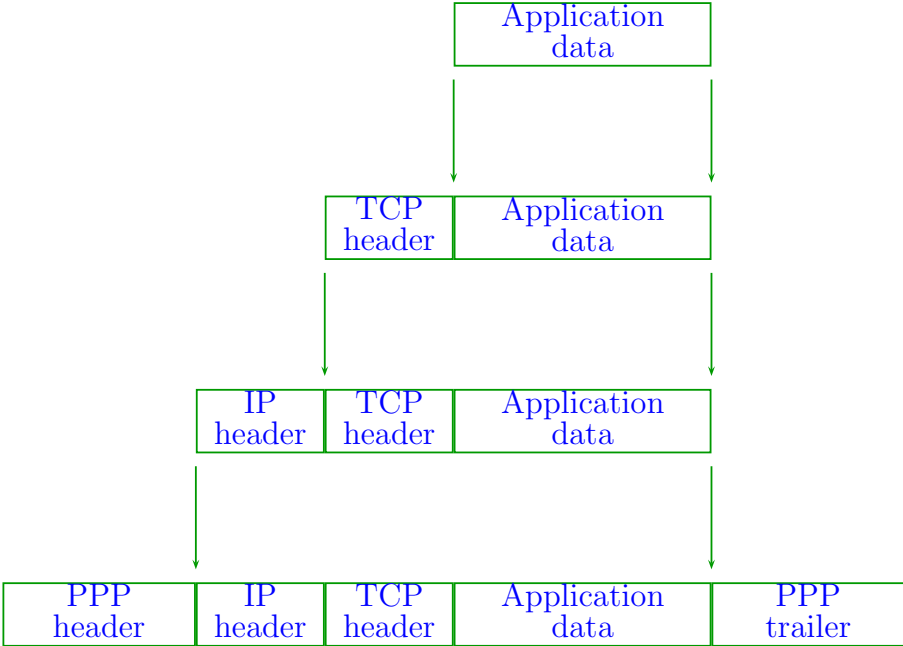 Application
data
TCP
header
Application
data
IP
header
TCP
header
Application
data
PPP
header
IP
header
TCP
header
Application
data
PPP
trailer